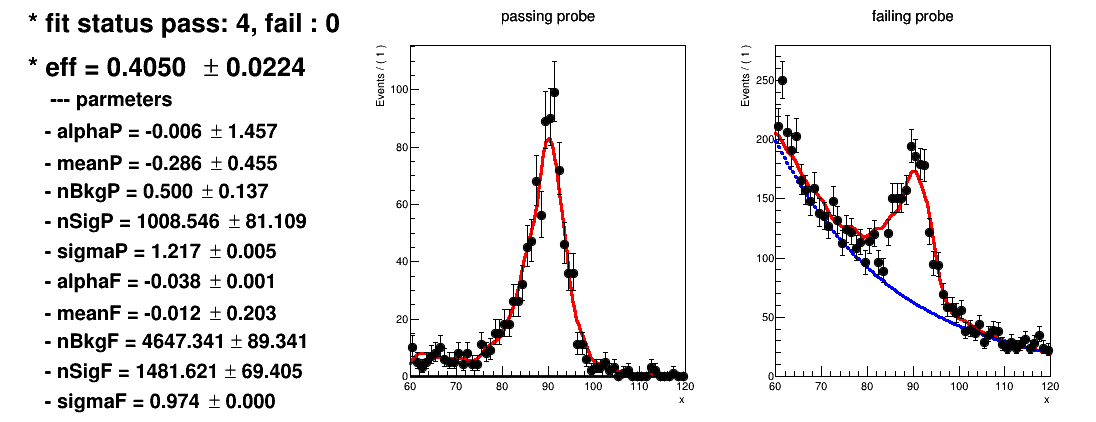 * fit status pass: 4, fail : 0
* eff = 0.4050 ± 0.0224
--- parmeters
- alphaP = -0.006 ± 1.457
- meanP = -0.286 ± 0.455
- nBkgP = 0.500 ± 0.137
- nSigP = 1008.546 ± 81.109
- sigmaP = 1.217 ± 0.005
- alphaF = -0.038 ± 0.001
- meanF = -0.012 ± 0.203
- nBkgF = 4647.341 ± 89.341
- nSigF = 1481.621 ± 69.405
- sigmaF = 0.974 ± 0.000
passing probe
Events / ( 1 )
100
80
60
40
20
0
60 70 80 90 100 110 120
x
failing probe
Events / ( 1 )
250
200
150
100
50
0
60 70 80 90 100 110 120
x